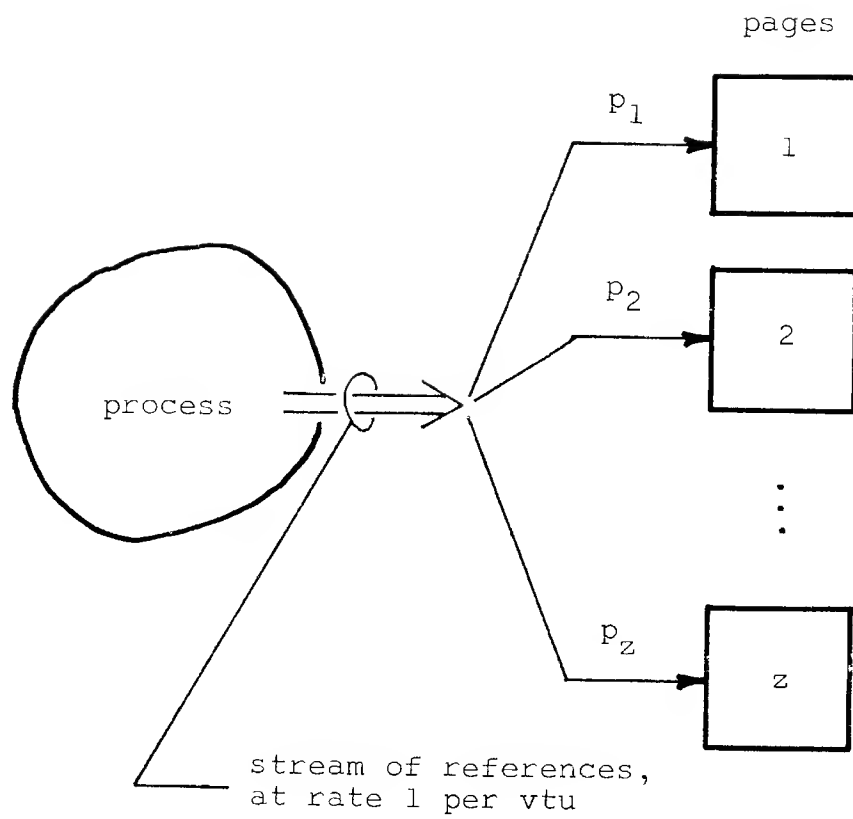 pages
p1
1
p2
2
process
pz
z
stream of references,
at rate 1 per vtu